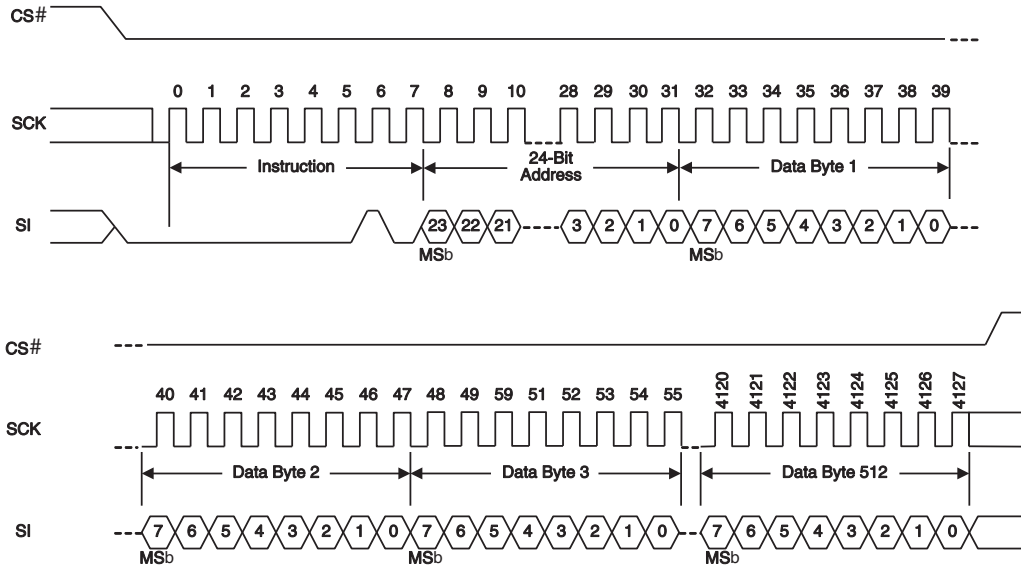 CS#
0 1 2 3 4 5 6 7 8 9 10 28 29 30 31 32 33 34 35 36 37 38 39
SCK
Instruction
24-Bit
Address
Data Byte 1
SI
23 22 21 3 2 1 0 7 6 5 4 3 2 1 0
MSb MSb
CS#
40 41 42 43 44 45 46 47 48 49 59 51 52 53 54 55 4120 4121 4122 4123 4124 4125 4126 4127
SCK
Data Byte 2 Data Byte 3 Data Byte 512
SI
7 6 5 4 3 2 1 0 7 6 5 4 3 2 1 0 7 6 5 4 3 2 1 0
MSb MSb MSb